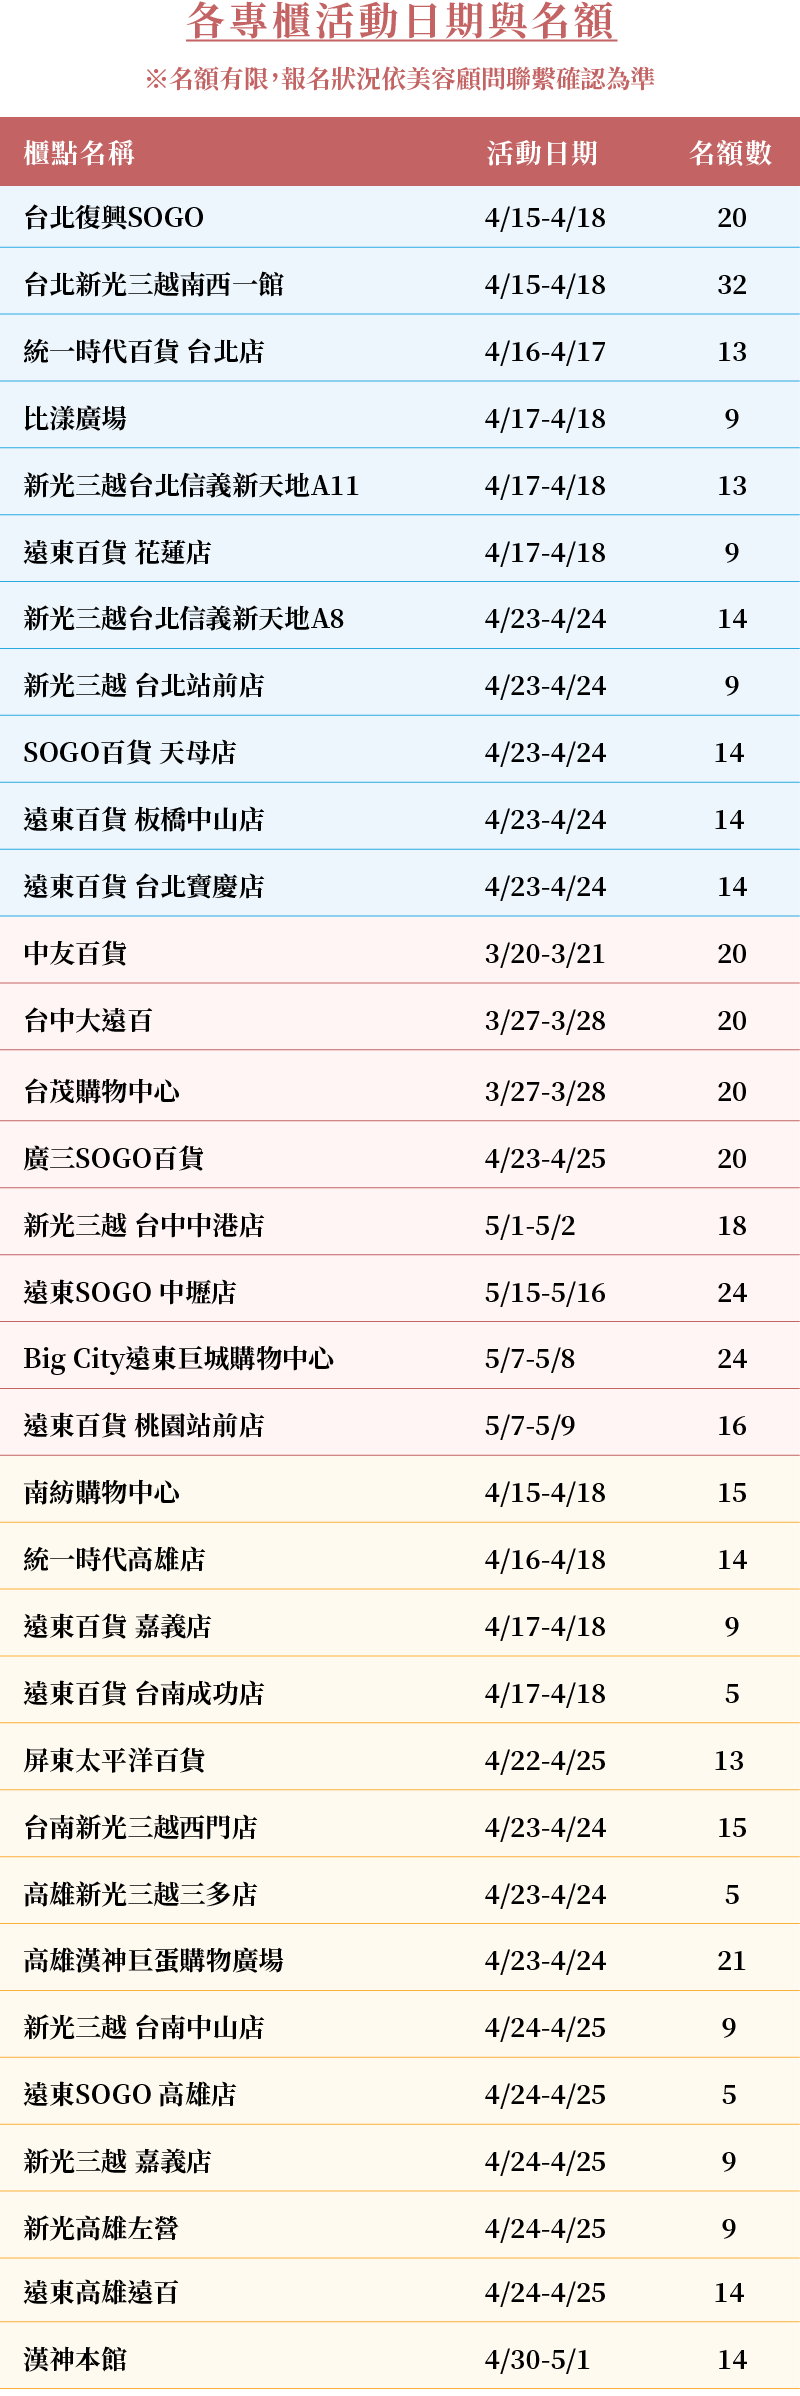 各專櫃活動日期與名額
※名額有限，報名狀況依美容顧問聯繫確認為準
櫃點名稱 活動日期 名額數
台北復興SOGO 4/15-4/18 20
台北新光三越南西一館 4/15-4/18 32
統一時代百貨 台北店 4/16-4/17 13
比漾廣場 4/17-4/18 9
新光三越台北信義新天地A11 4/17-4/18 13
遠東百貨 花蓮店 4/17-4/18 9
新光三越台北信義新天地A8 4/23-4/24 14
新光三越 台北站前店 4/23-4/24 9
SOGO百貨 天母店 4/23-4/24 14
遠東百貨 板橋中山店 4/23-4/24 14
遠東百貨 台北寶慶店 4/23-4/24 14
中友百貨 3/20-3/21 20
台中大遠百 3/27-3/28 20
台茂購物中心 3/27-3/28 20
廣三SOGO百貨 4/23-4/25 20
新光三越 台中中港店 5/1-5/2 18
遠東SOGO 中壢店 5/15-5/16 24
Big City遠東巨城購物中心 5/7-5/8 24
遠東百貨 桃園站前店 5/7-5/9 16
南紡購物中心 4/15-4/18 15
統一時代高雄店 4/16-4/18 14
遠東百貨 嘉義店 4/17-4/18 9
遠東百貨 台南成功店 4/17-4/18 5
屏東太平洋百貨 4/22-4/25 13
台南新光三越西門店 4/23-4/24 15
高雄新光三越三多店 4/23-4/24 5
高雄漢神巨蛋購物廣場 4/23-4/24 21
新光三越 台南中山店 4/24-4/25 9
遠東SOGO 高雄店 4/24-4/25 5
新光三越 嘉義店 4/24-4/25 9
新光高雄左營 4/24-4/25 9
遠東高雄遠百 4/24-4/25 14
漢神本館 4/30-5/1 14